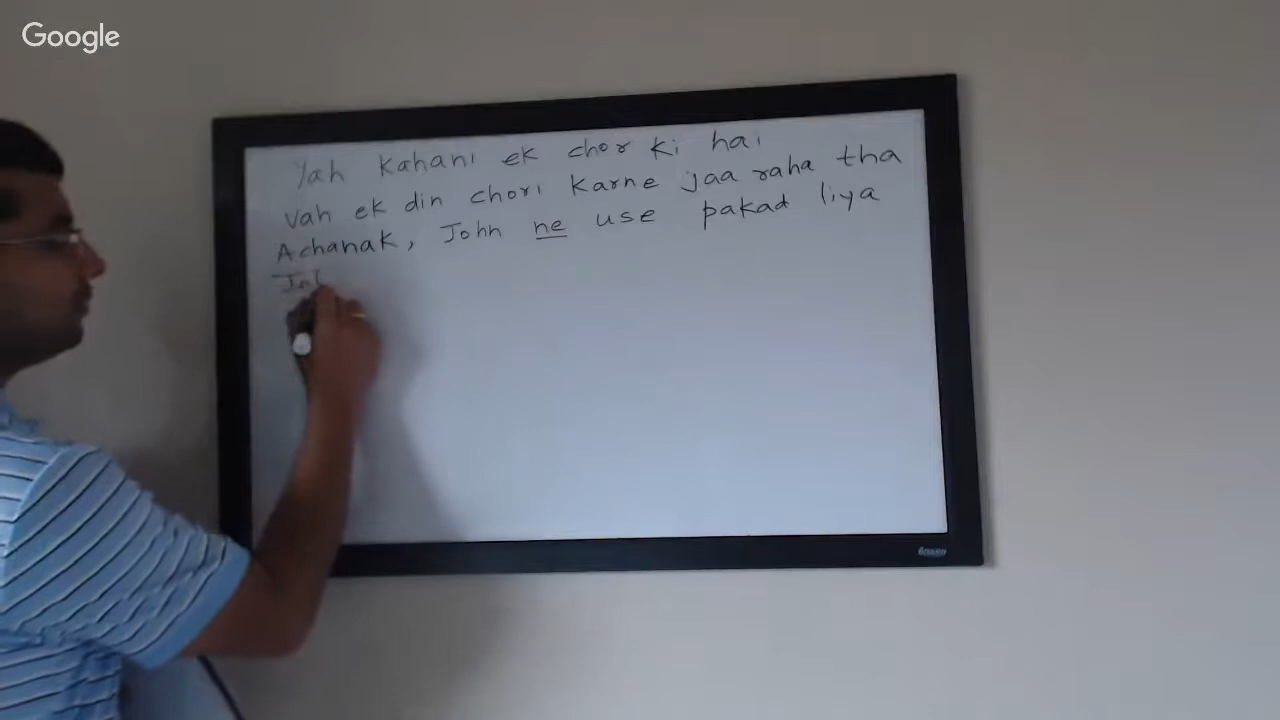 Google
Yah Kahani ek chor ki hai
Vah ek din chori Karne jaa raha tha
Achanak, John ne use pakad liya